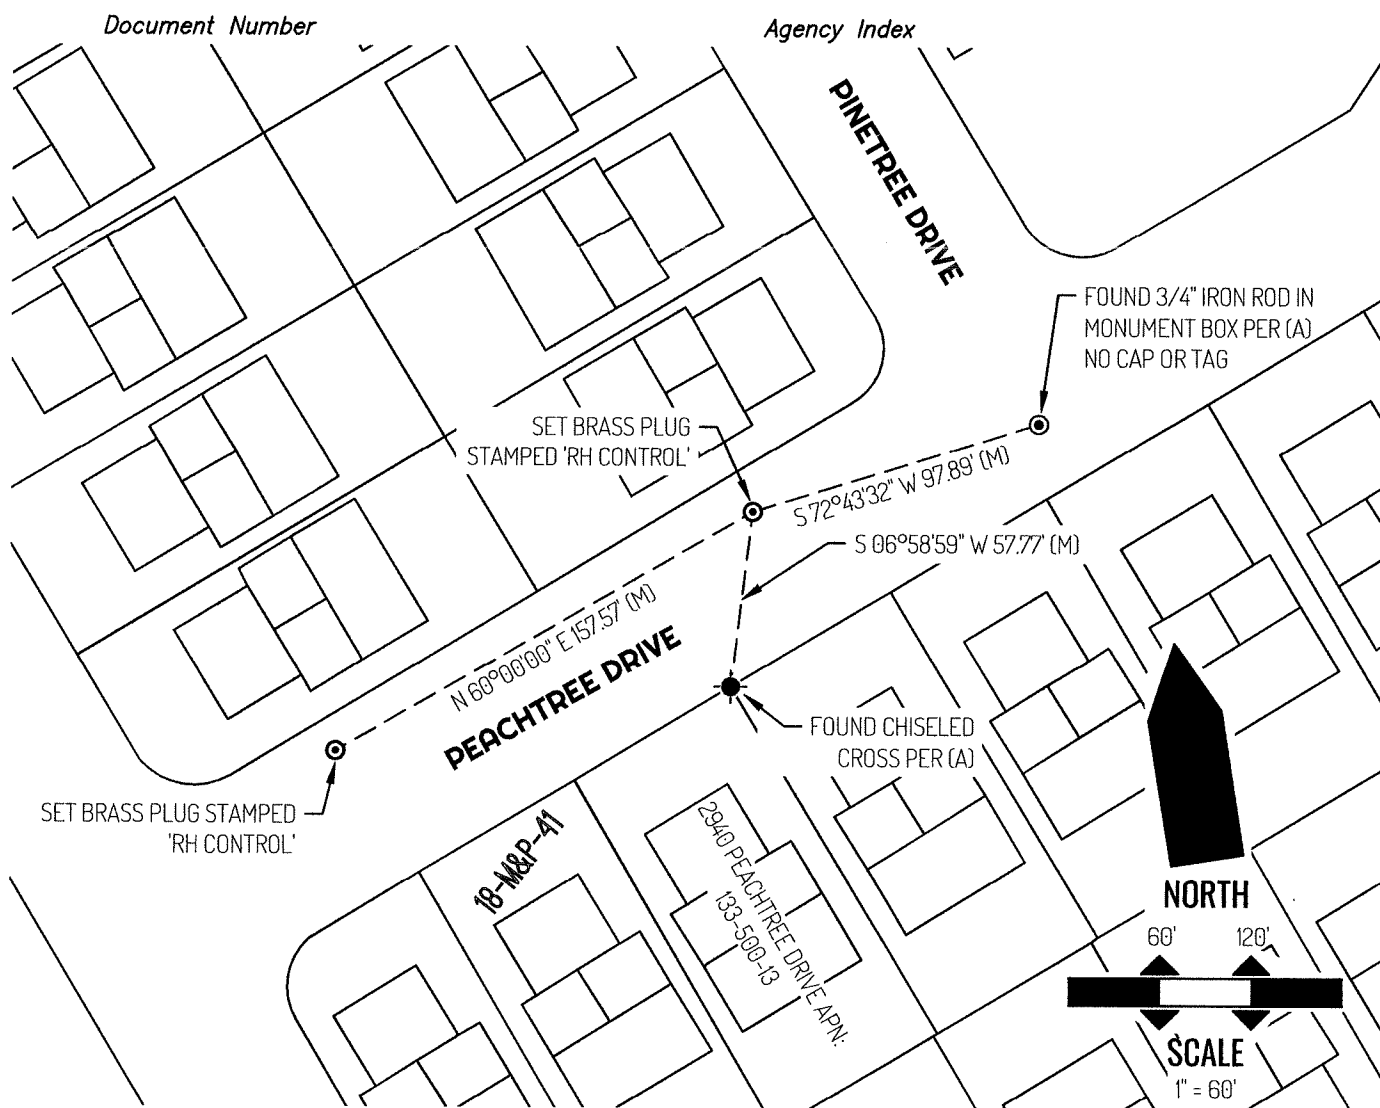 Document Number
Agency Index
PINETREE DRIVE
FOUND 3/4" IRON ROD IN
MONUMENT BOX PER (A)
NO CAP OR TAG
SET BRASS PLUG
STAMPED 'RH CONTROL'
S 72°43'32" W 97.89' (M)
S 06°58'59" W 57.77' (M)
N 60°00'00" E 157.57' (M)
PEACHTREE DRIVE
FOUND CHISELED
CROSS PER (A)
SET BRASS PLUG STAMPED
'RH CONTROL'
18-M&P-41
2940 PEACHTREE DRIVE APN:
133-500-13
NORTH
60'
120'
SCALE
1" = 60'